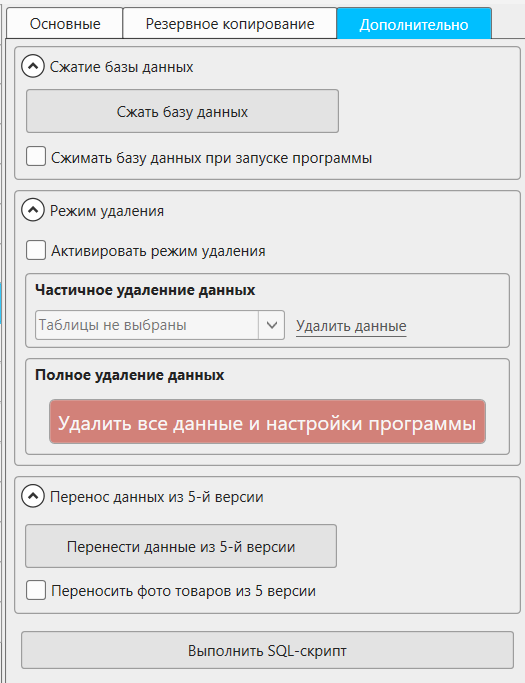 Основные Резервное копирование Дополнительно
Сжатие базы данных
Сжать базу данных
Сжимать базу данных при запуске программы
Режим удаления
Активировать режим удаления
Частичное удаленние данных
Таблицы не выбраны Удалить данные
Полное удаление данных
Удалить все данные и настройки программы
Перенос данных из 5-й версии
Перенести данные из 5-й версии
Переносить фото товаров из 5 версии
Выполнить SQL-скрипт